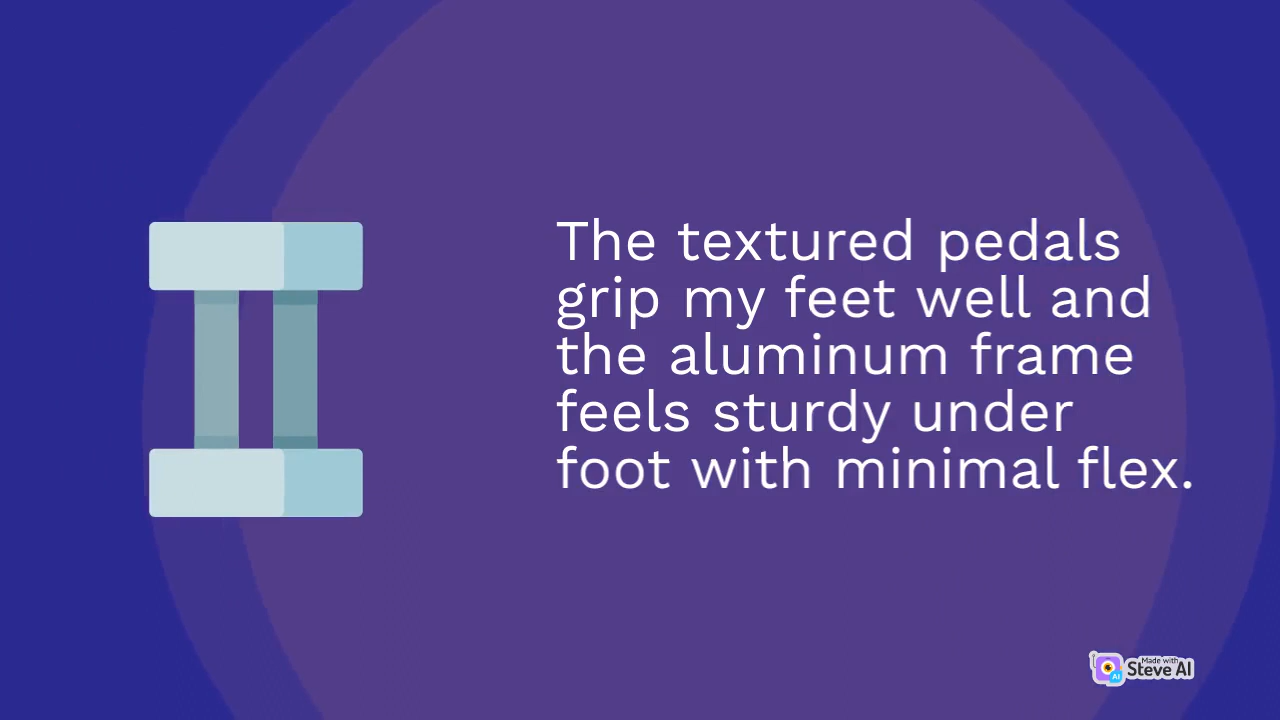 The textured pedals
grip my feet well and
the aluminum frame
feels sturdy under
foot with minimal flex.
Made with
Steve AI
AI